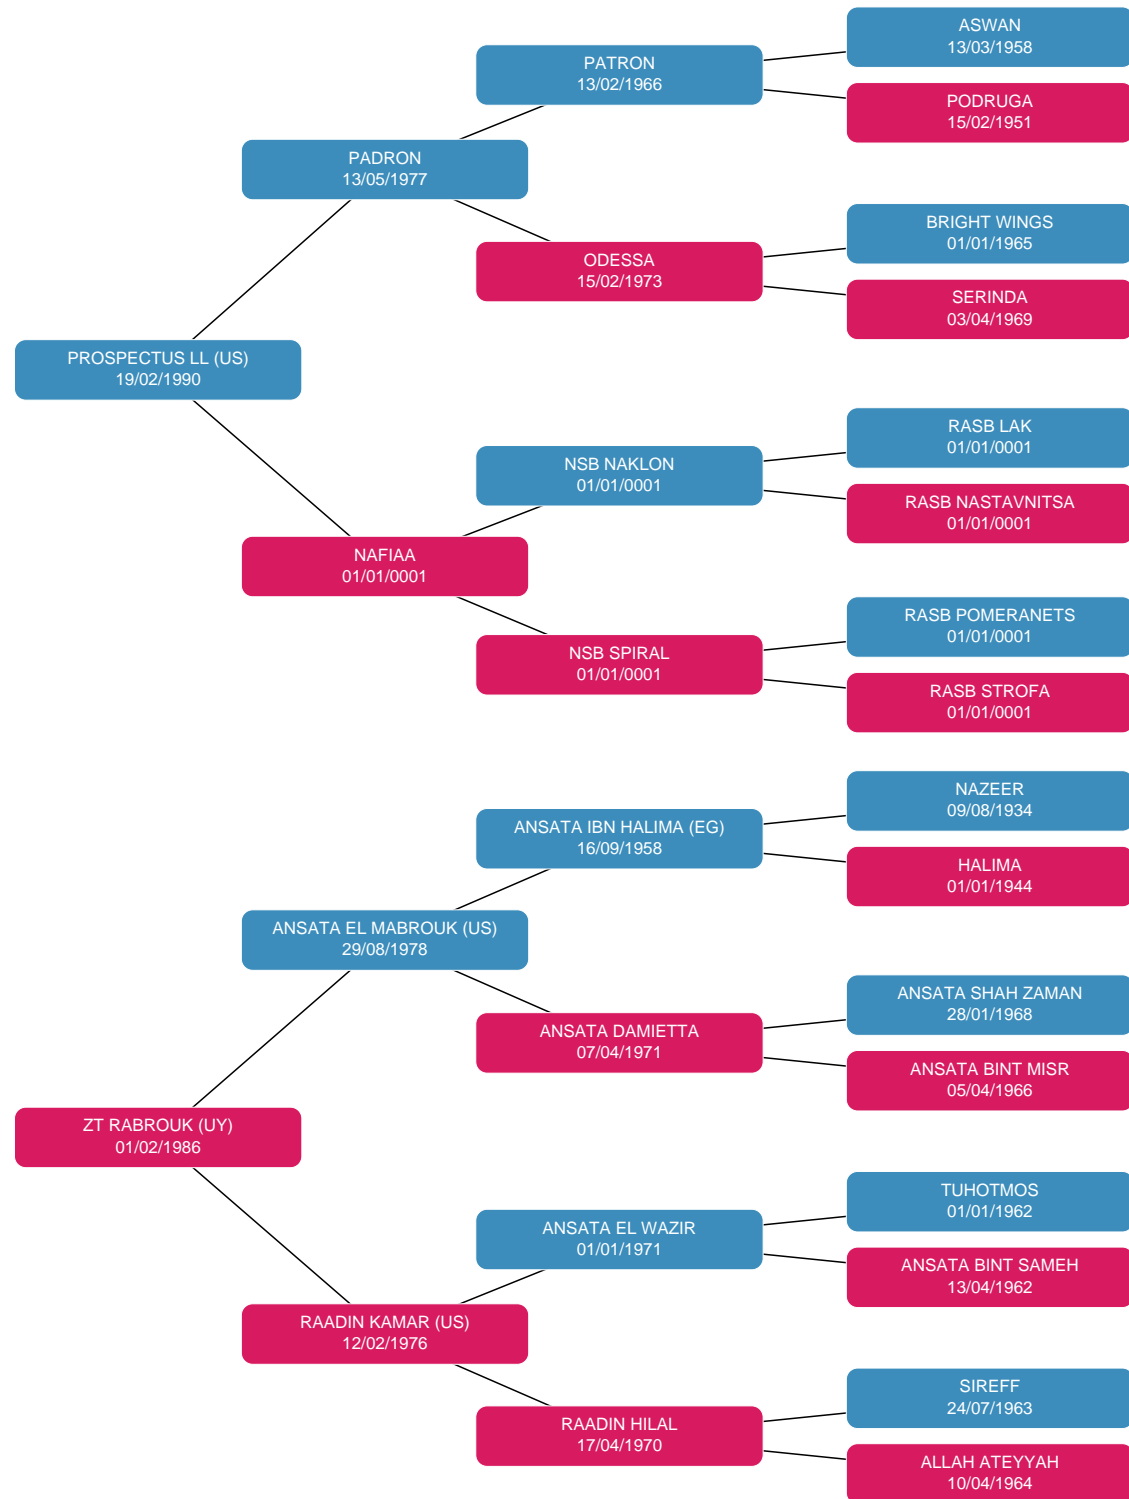 ASWAN
13/03/1958
PATRON
13/02/1966
PODRUGA
15/02/1951
PADRON
13/05/1977
BRIGHT WINGS
01/01/1965
ODESSA
15/02/1973
SERINDA
03/04/1969
PROSPECTUS LL (US)
19/02/1990
RASB LAK
01/01/0001
NSB NAKLON
01/01/0001
RASB NASTAVNITSA
01/01/0001
NAFIAA
01/01/0001
RASB POMERANETS
01/01/0001
NSB SPIRAL
01/01/0001
RASB STROFA
01/01/0001
NAZEER
09/08/1934
ANSATA IBN HALIMA (EG)
16/09/1958
HALIMA
01/01/1944
ANSATA EL MABROUK (US)
29/08/1978
ANSATA SHAH ZAMAN
28/01/1968
ANSATA DAMIETTA
07/04/1971
ANSATA BINT MISR
05/04/1966
ZT RABROUK (UY)
01/02/1986
TUHOTMOS
01/01/1962
ANSATA EL WAZIR
01/01/1971
ANSATA BINT SAMEH
13/04/1962
RAADIN KAMAR (US)
12/02/1976
SIREFF
24/07/1963
RAADIN HILAL
17/04/1970
ALLAH ATEYYAH
10/04/1964